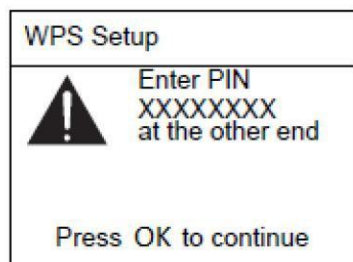 WPS Setup
Enter PIN
XXXXXXXX
at the other end
Press OK to continue